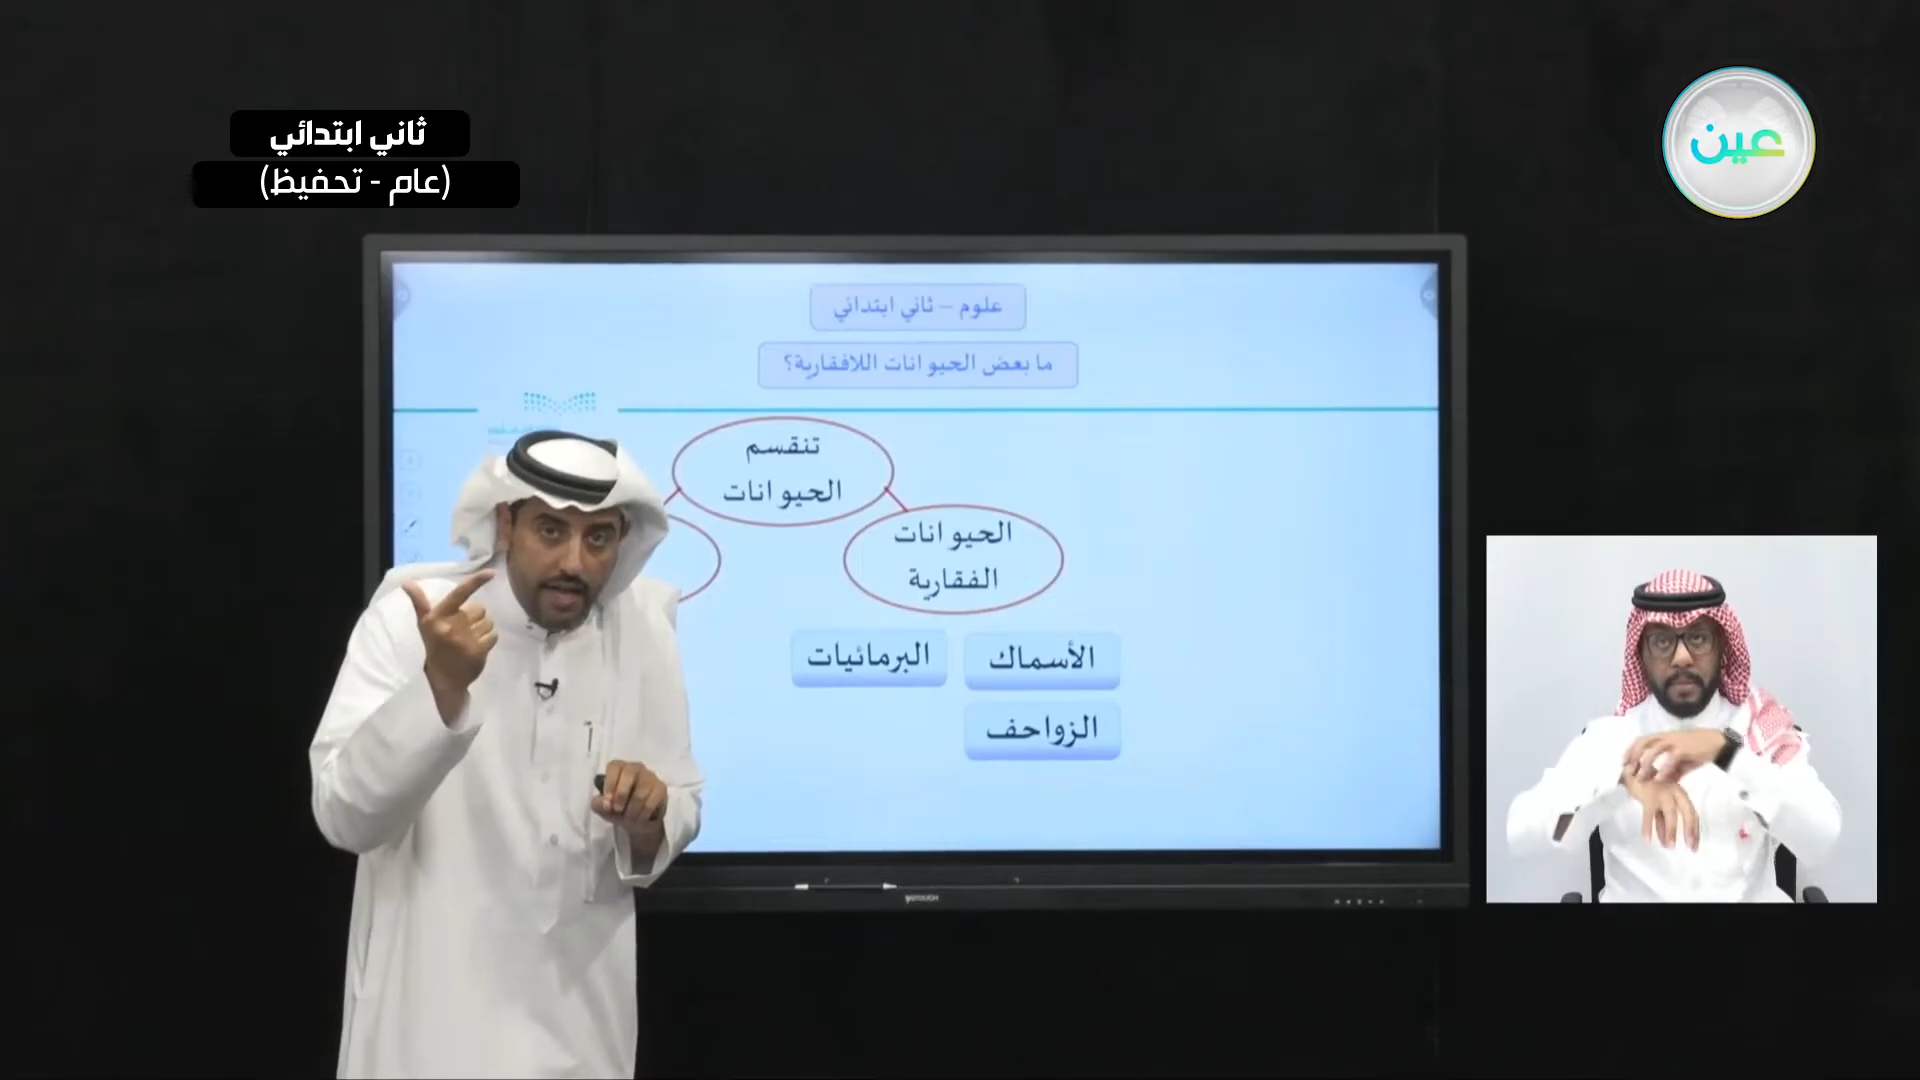 ثاني ابتدائي
(عام - تحفيظ)
عين
علوم – ثاني ابتدائي
ما بعض الحيوانات اللافقارية؟
تنقسم
الحيوانات
الحيوانات
الفقارية
الأسماك
البرمائيات
الزواحف